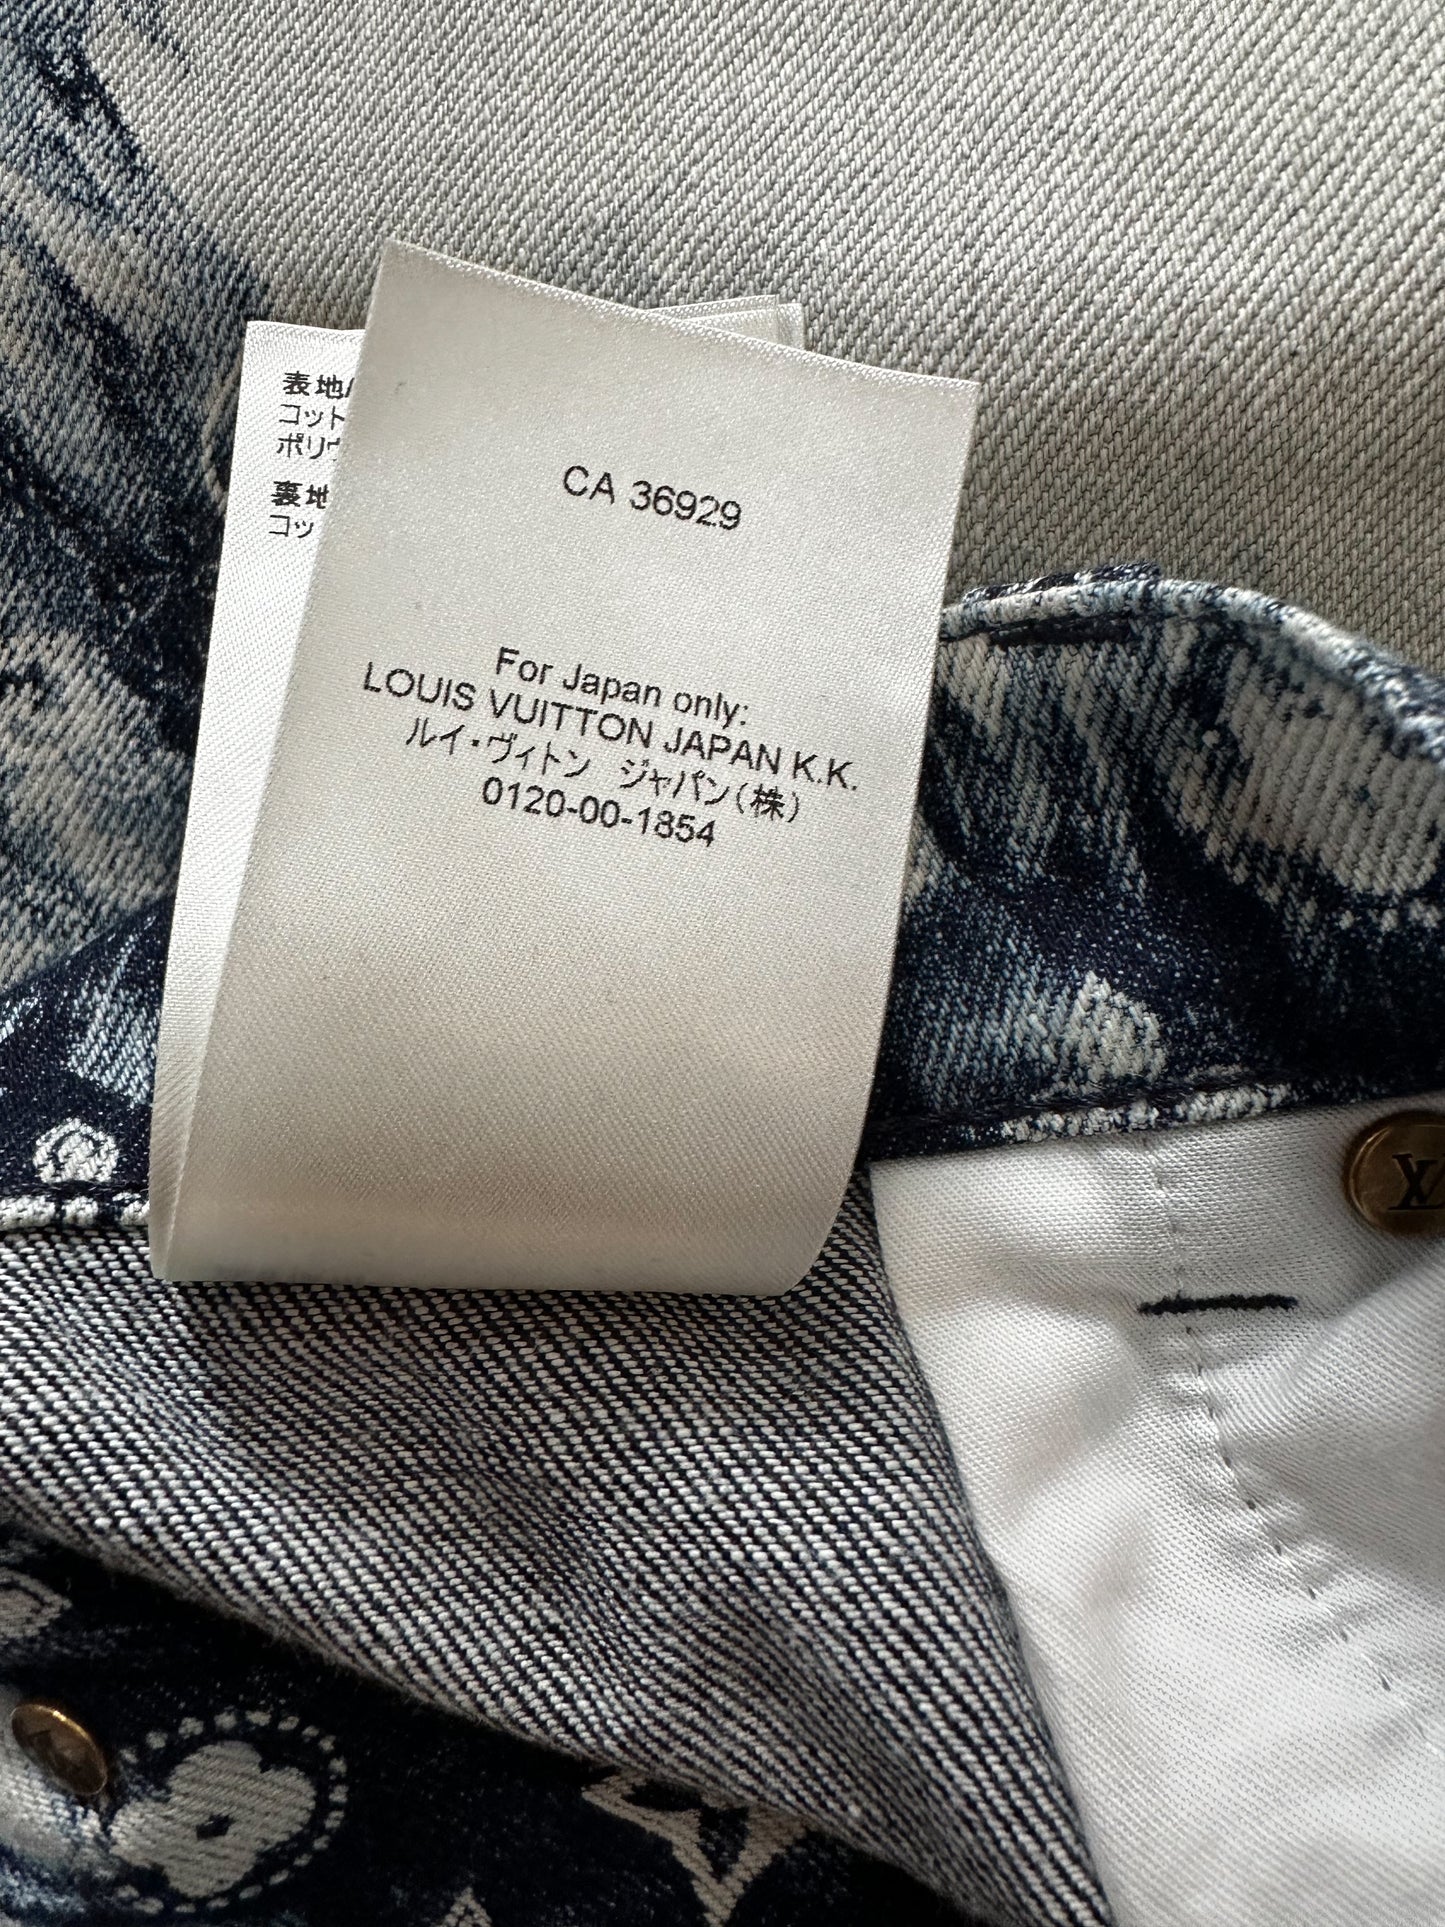 表地/
コット
ポリウ
裏地
コッ
CA 36929
For Japan only:
LOUIS VUITTON JAPAN K.K.
ルイ・ヴィトン ジャパン(株)
0120-00-1854
LV